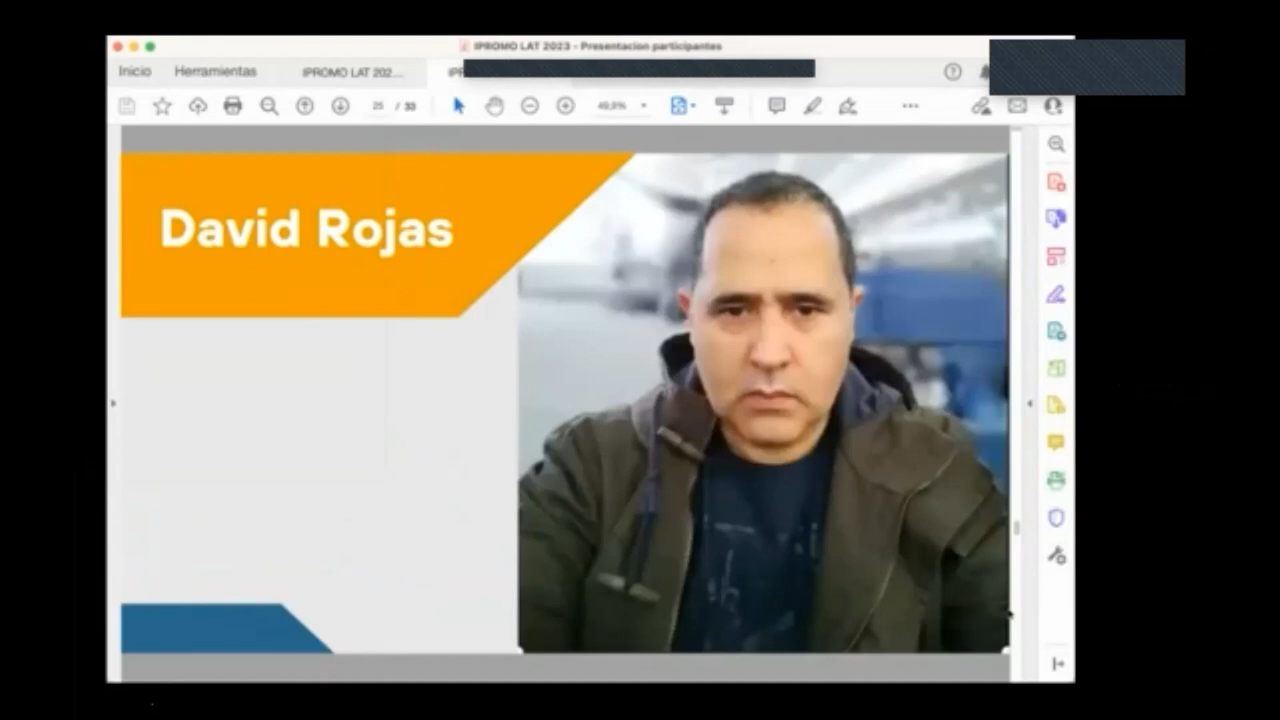 IPROMO LAT 2023 - Presentacion participantes
Inicio Herramientas IPROMO LAT 202...
25 / 33 49,9%
David Rojas